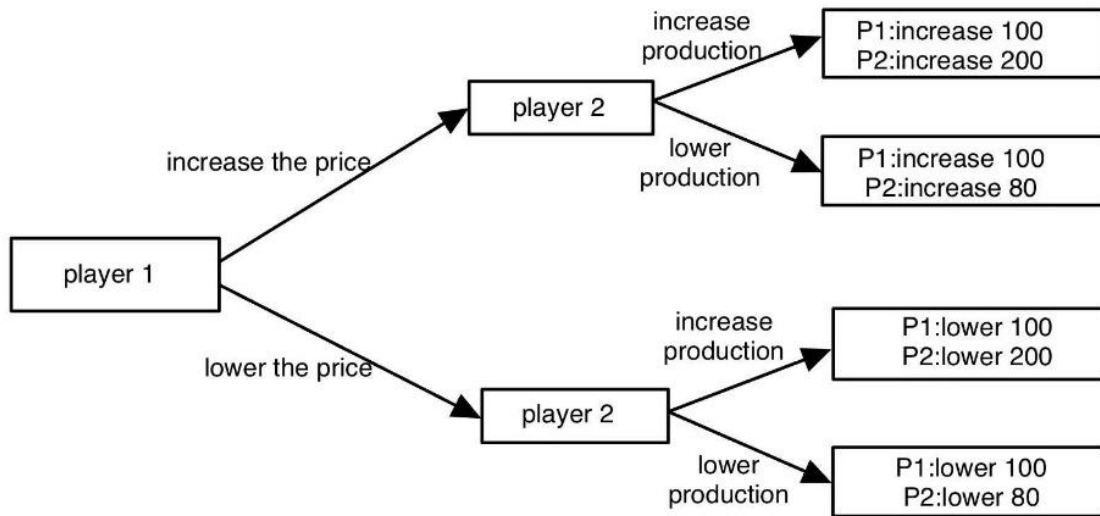 increase
production
P1:increase 100
P2:increase 200
player 2
lower
production
P1:increase 100
P2:increase 80
increase the price
player 1
lower the price
increase
production
P1:lower 100
P2:lower 200
player 2
lower
production
P1:lower 100
P2:lower 80